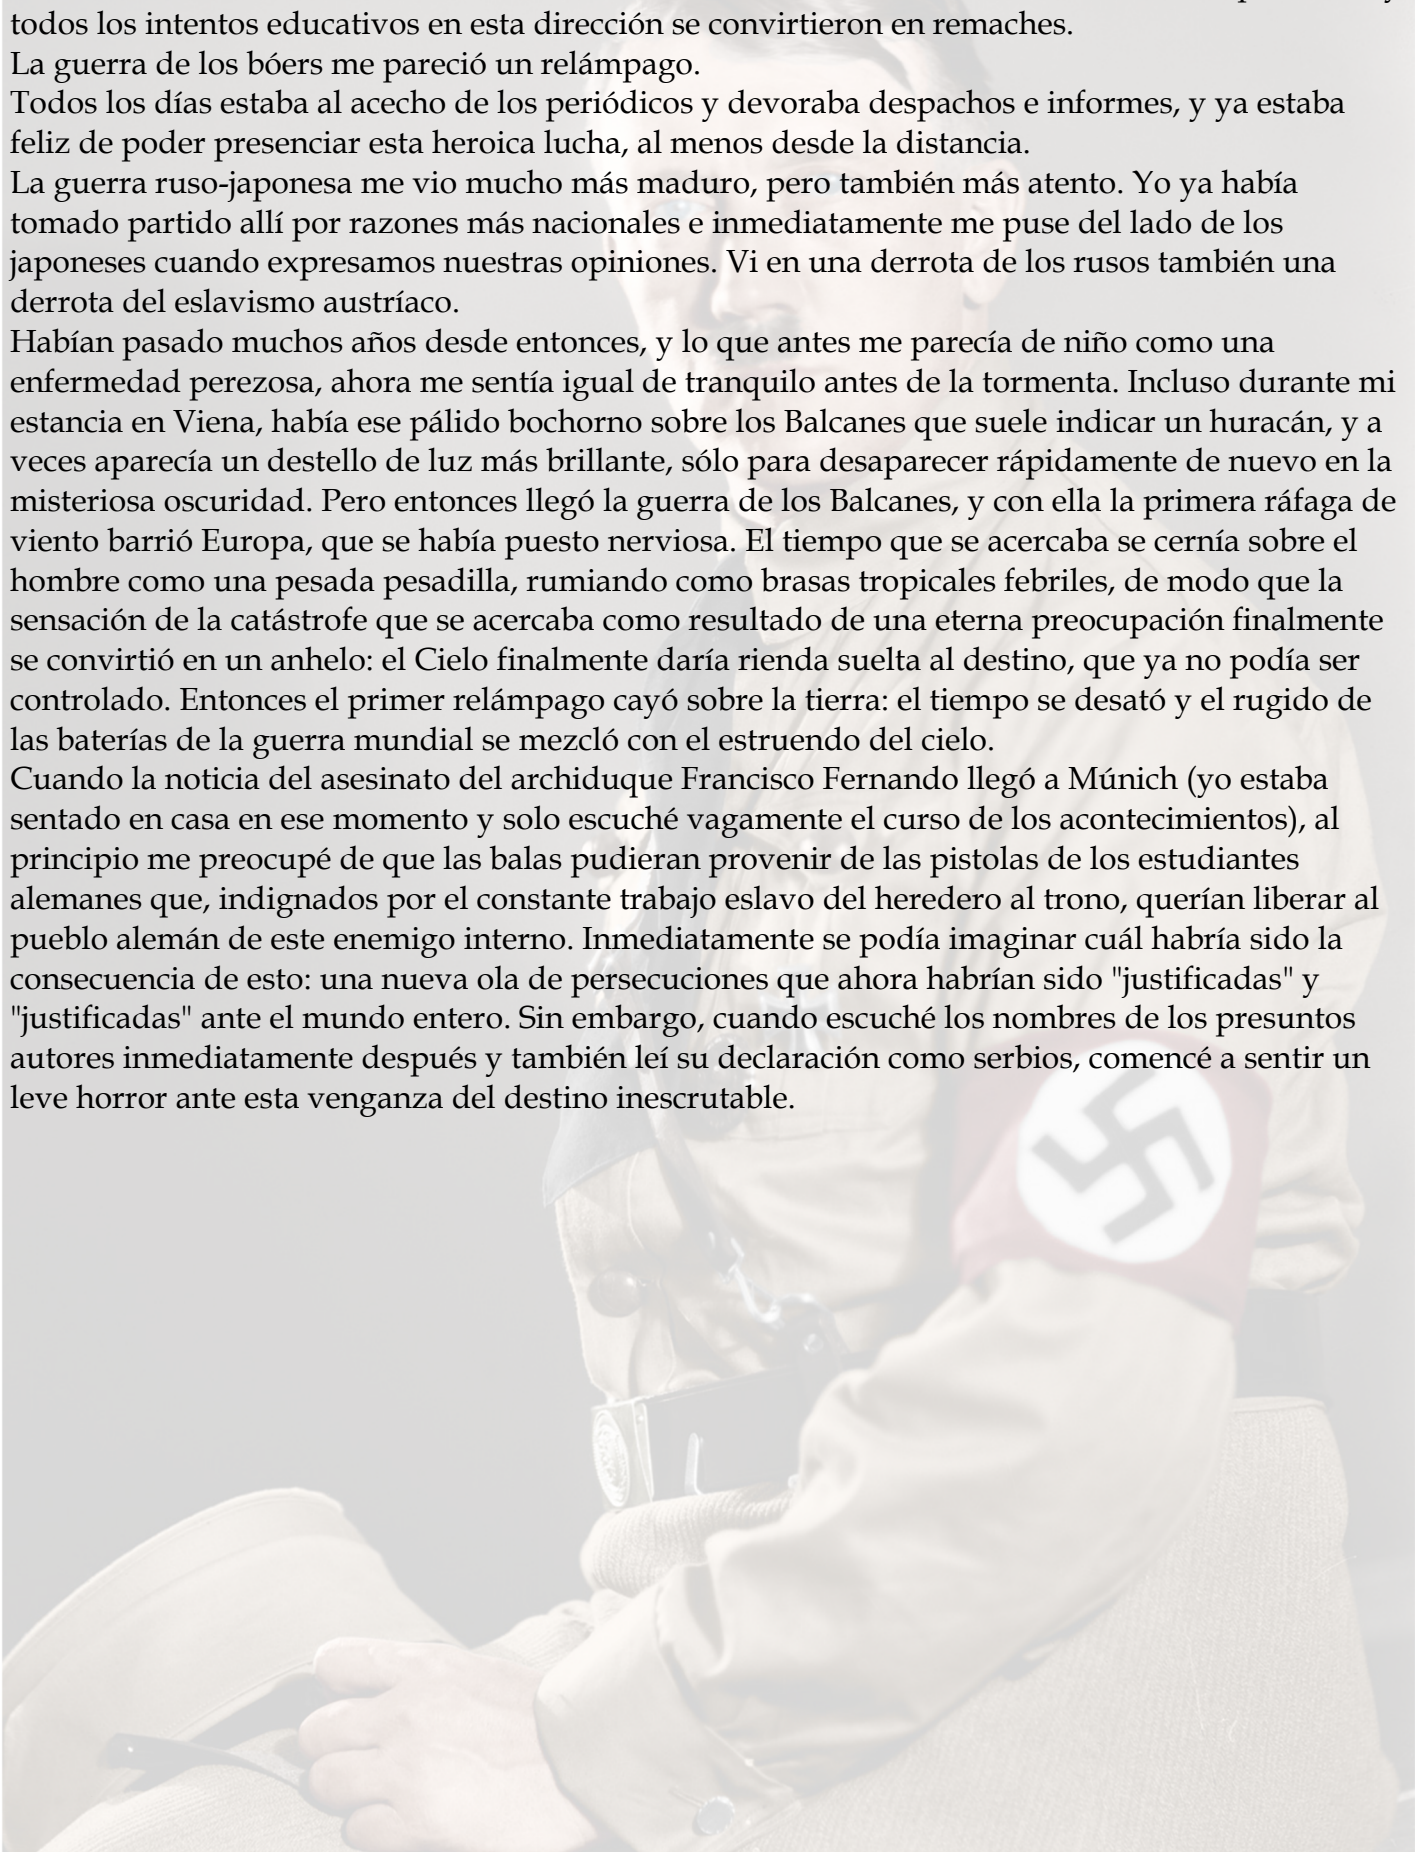 todos los intentos educativos en esta dirección se convirtieron en remaches.
La guerra de los bóers me pareció un relámpago.
Todos los días estaba al acecho de los periódicos y devoraba despachos e informes, y ya estaba
feliz de poder presenciar esta heroica lucha, al menos desde la distancia.
La guerra ruso-japonesa me vio mucho más maduro, pero también más atento. Yo ya había
tomado partido allí por razones más nacionales e inmediatamente me puse del lado de los
japoneses cuando expresamos nuestras opiniones. Vi en una derrota de los rusos también una
derrota del eslavismo austríaco.
Habían pasado muchos años desde entonces, y lo que antes me parecía de niño como una
enfermedad perezosa, ahora me sentía igual de tranquilo antes de la tormenta. Incluso durante mi
estancia en Viena, había ese pálido bochorno sobre los Balcanes que suele indicar un huracán, y a
veces aparecía un destello de luz más brillante, sólo para desaparecer rápidamente de nuevo en la
misteriosa oscuridad. Pero entonces llegó la guerra de los Balcanes, y con ella la primera ráfaga de
viento barrió Europa, que se había puesto nerviosa. El tiempo que se acercaba se cernía sobre el
hombre como una pesada pesadilla, rumiando como brasas tropicales febriles, de modo que la
sensación de la catástrofe que se acercaba como resultado de una eterna preocupación finalmente
se convirtió en un anhelo: el Cielo finalmente daría rienda suelta al destino, que ya no podía ser
controlado. Entonces el primer relámpago cayó sobre la tierra: el tiempo se desató y el rugido de
las baterías de la guerra mundial se mezcló con el estruendo del cielo.
Cuando la noticia del asesinato del archiduque Francisco Fernando llegó a Múnich (yo estaba
sentado en casa en ese momento y solo escuché vagamente el curso de los acontecimientos), al
principio me preocupé de que las balas pudieran provenir de las pistolas de los estudiantes
alemanes que, indignados por el constante trabajo eslavo del heredero al trono, querían liberar al
pueblo alemán de este enemigo interno. Inmediatamente se podía imaginar cuál habría sido la
consecuencia de esto: una nueva ola de persecuciones que ahora habrían sido "justificadas" y
"justificadas" ante el mundo entero. Sin embargo, cuando escuché los nombres de los presuntos
autores inmediatamente después y también leí su declaración como serbios, comencé a sentir un
leve horror ante esta venganza del destino inescrutable.